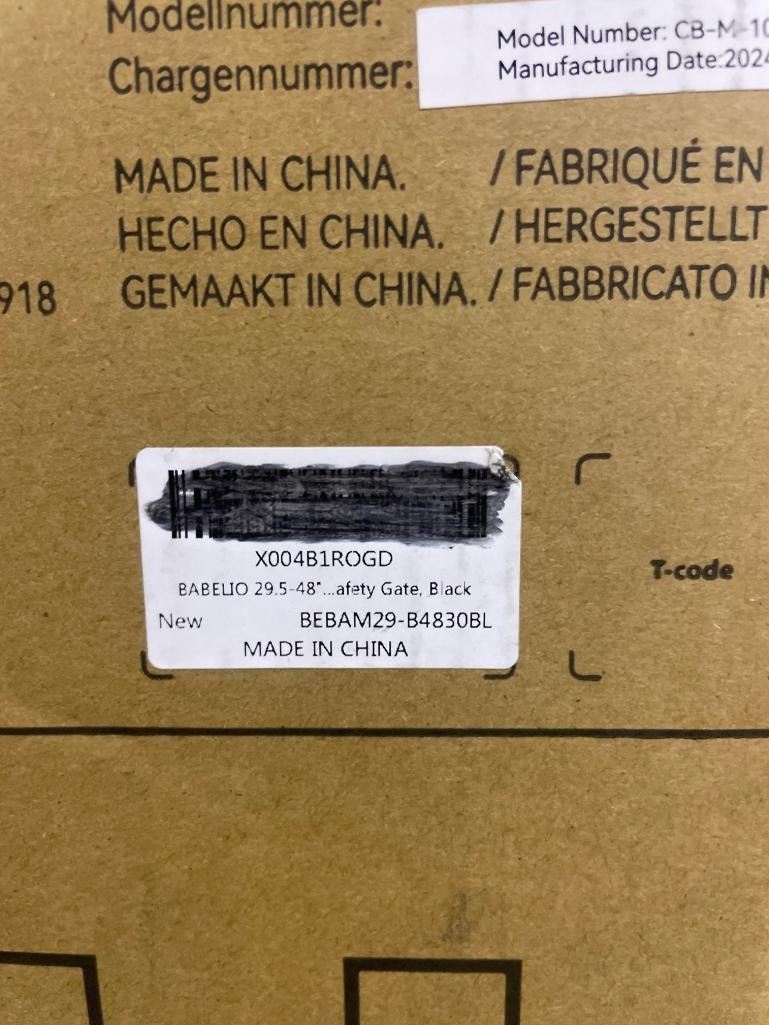 Modellnummer:
Model Number: CB-M-10
Chargennummer:
Manufacturing Date:2024
MADE IN CHINA. / FABRIQUÉ EN
HECHO EN CHINA. / HERGESTELLT
918 GEMAAKT IN CHINA. / FABBRICATO IN
X004B1ROGD
BABELIO 29.5-48"...afety Gate, Black
New BEBAM29-B4830BL
MADE IN CHINA
T-code